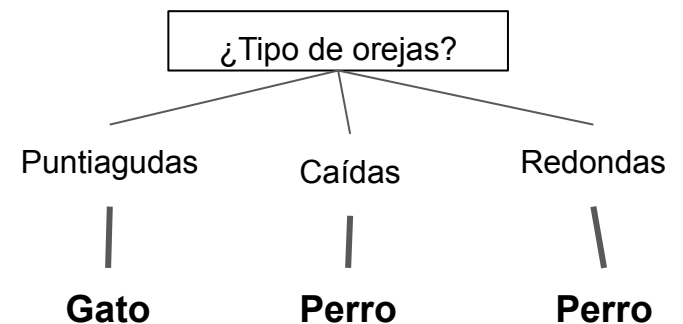 ¿Tipo de orejas?
Puntiagudas
Caídas
Redondas
Gato
Perro
Perro